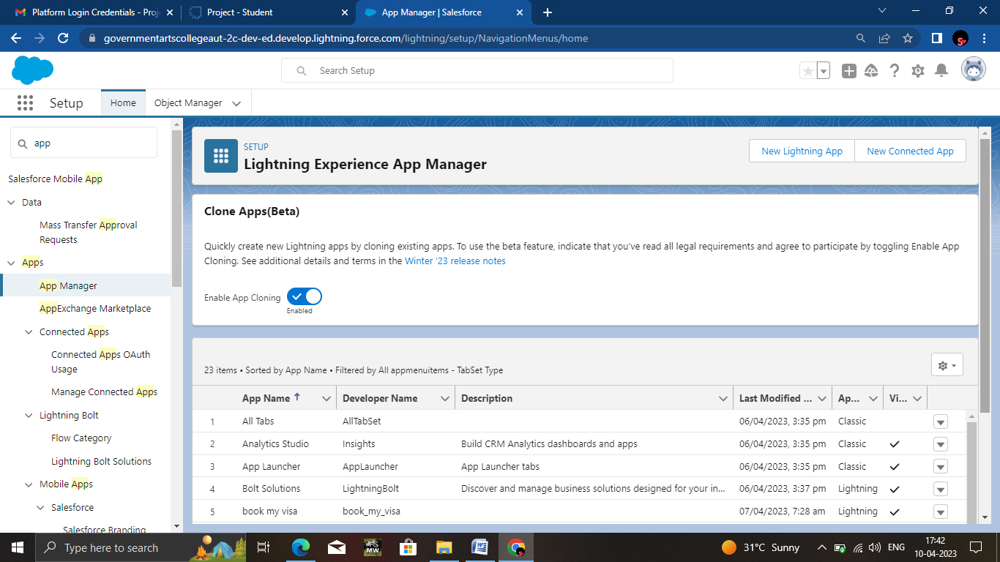 Platform Login Credentials - Proje
Project - Student
App Manager | Salesforce
governmentartscollegeaut-2c-dev-ed.develop.lightning.force.com/lightning/setup/NavigationMenus/home
Search Setup
Setup
Home
Object Manager
app
Salesforce Mobile App
Data
Mass Transfer Approval
Requests
Apps
App Manager
AppExchange Marketplace
Connected Apps
Connected Apps OAuth
Usage
Manage Connected Apps
Lightning Bolt
Flow Category
Lightning Bolt Solutions
Mobile Apps
Salesforce
Salesforce Branding
SETUP
Lightning Experience App Manager
New Lightning App
New Connected App
Clone Apps(Beta)
Quickly create new Lightning apps by cloning existing apps. To use the beta feature, indicate that you've read all legal requirements and agree to participate by toggling Enable App
Cloning. See additional details and terms in the Winter '23 release notes
Enable App Cloning
Enabled
23 items • Sorted by App Name • Filtered by All appmenuitems - TabSet Type
App Name Developer Name Description Last Modified ... Ap... Vi...
1 All Tabs AllTabSet 06/04/2023, 3:35 pm Classic
2 Analytics Studio Insights Build CRM Analytics dashboards and apps 06/04/2023, 3:35 pm Classic
3 App Launcher AppLauncher App Launcher tabs 06/04/2023, 3:35 pm Classic
4 Bolt Solutions LightningBolt Discover and manage business solutions designed for your in... 06/04/2023, 3:37 pm Lightning
5 book my visa book_my_visa 07/04/2023, 7:28 am Lightning
Type here to search
MW
31°C Sunny
ENG
17:42
10-04-2023